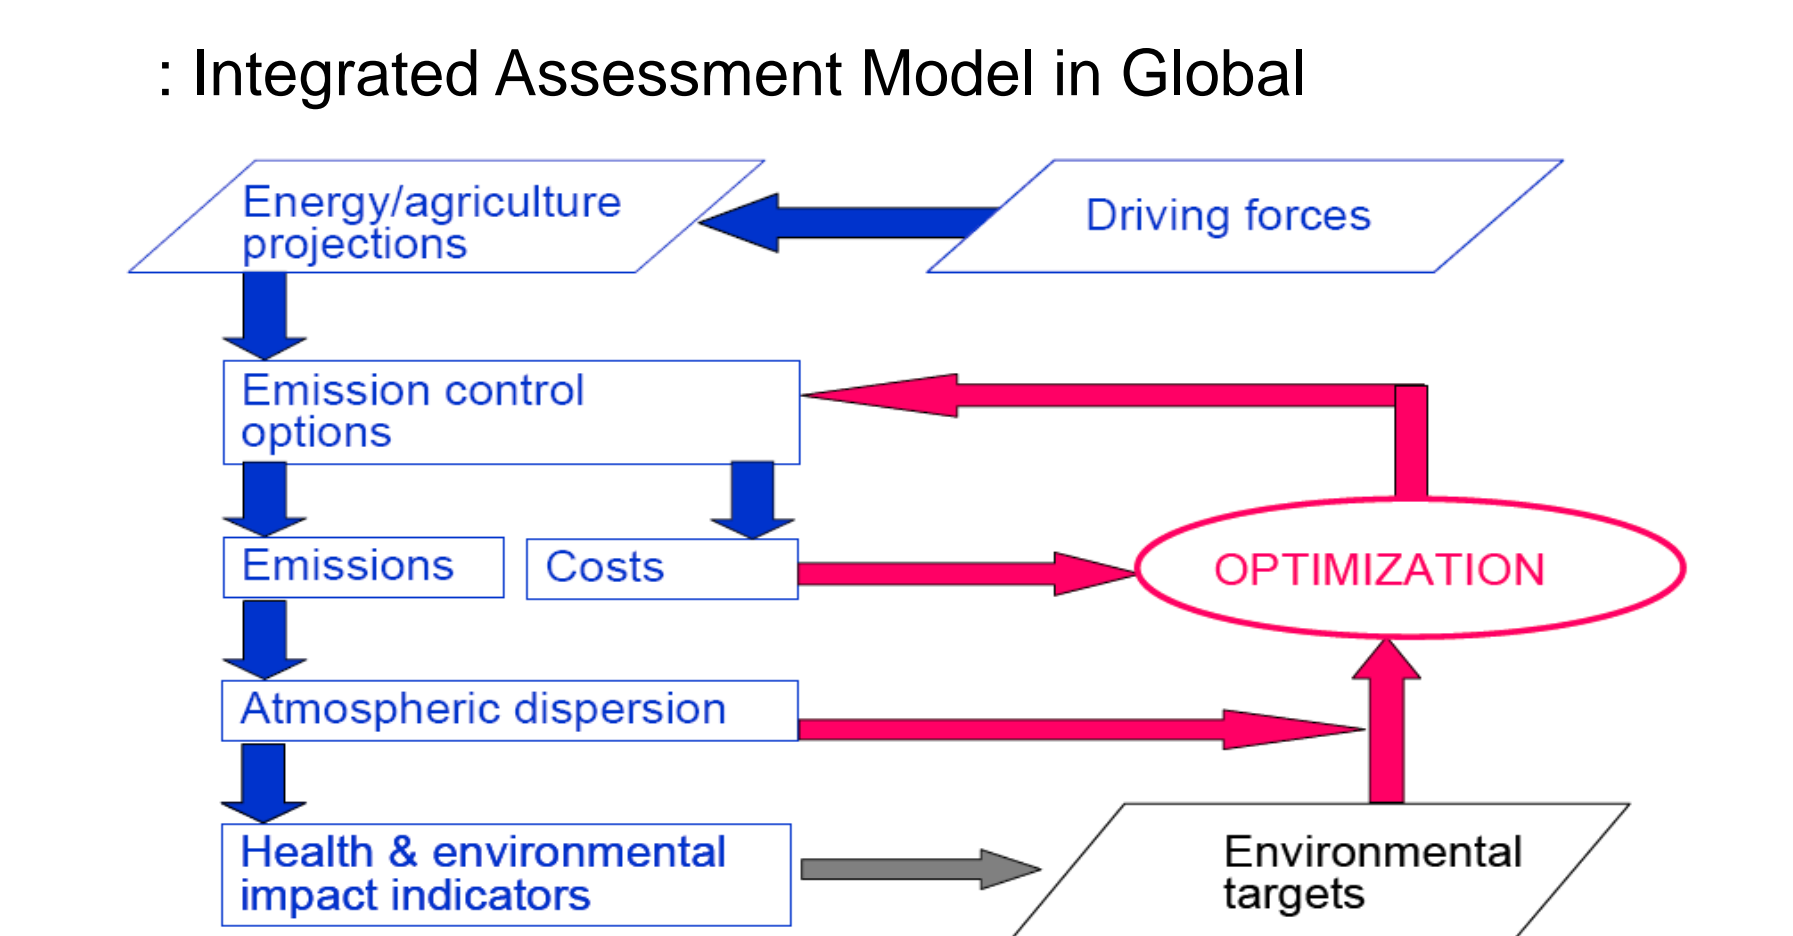 : Integrated Assessment Model in Global
Energy/agriculture
projections
Driving forces
Emission control
options
Emissions
Costs
OPTIMIZATION
Atmospheric dispersion
Health & environmental
impact indicators
Environmental
targets